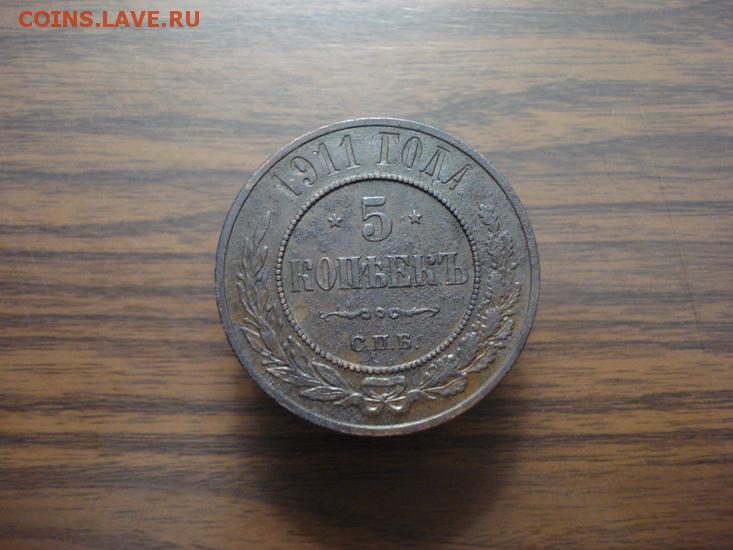 COINS.LAVE.RU
1911 ГОДА
5
КОПѢЕКЪ
С.П.Б.